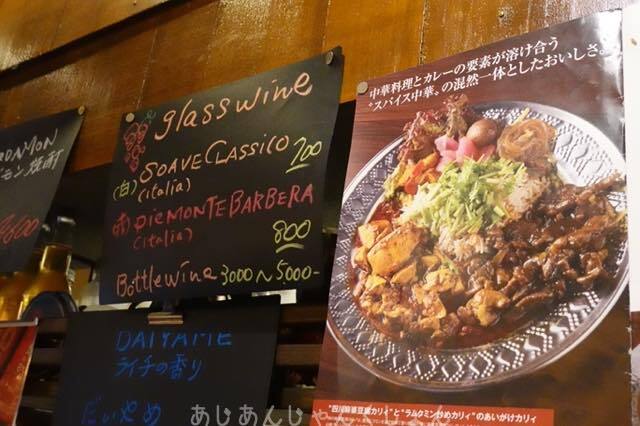 glasswine
(白) SOAVE CLASSICO 700
(italia)
赤 PIEMONTE BARBERA
(italia) 800
Bottlewine 3000〜5000-
DAIYAME
ライチの香り
だいやめ
中華料理とカレーの要素が溶け合う
"スパイス中華"の混然一体としたおいしさ。
"四川麻婆豆腐カリィ"と"ラムクミン炒めカリィ"のあいがけカリィ
あじあんじゃ